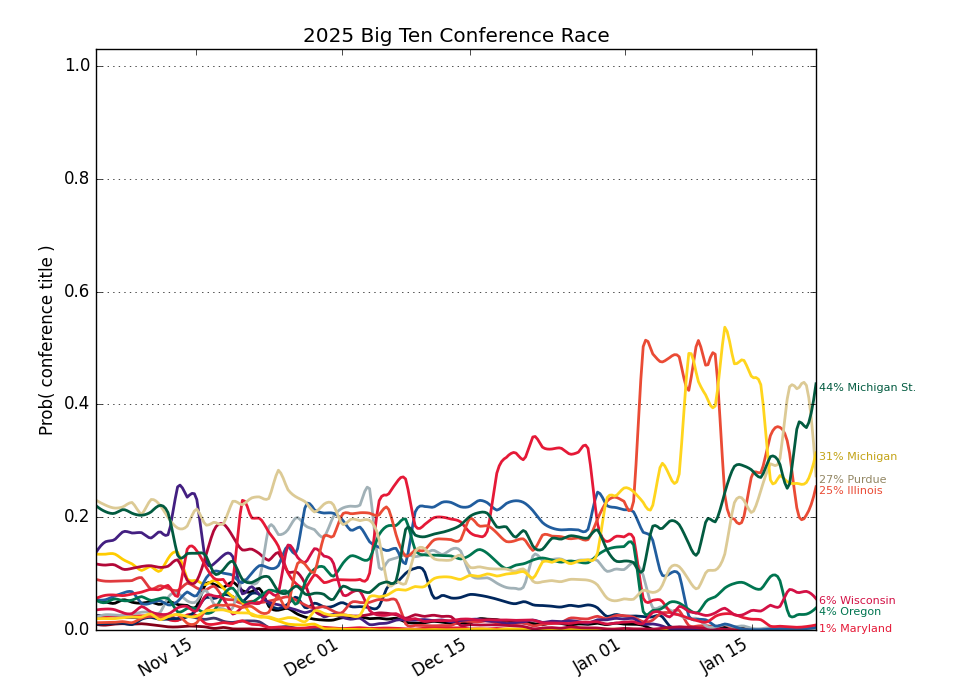 2025 Big Ten Conference Race
Prob( conference title )
1.0
0.8
0.6
0.4
0.2
0.0
Nov 15
Dec 01
Dec 15
Jan 01
Jan 15
44% Michigan St.
31% Michigan
27% Purdue
25% Illinois
6% Wisconsin
4% Oregon
1% Maryland